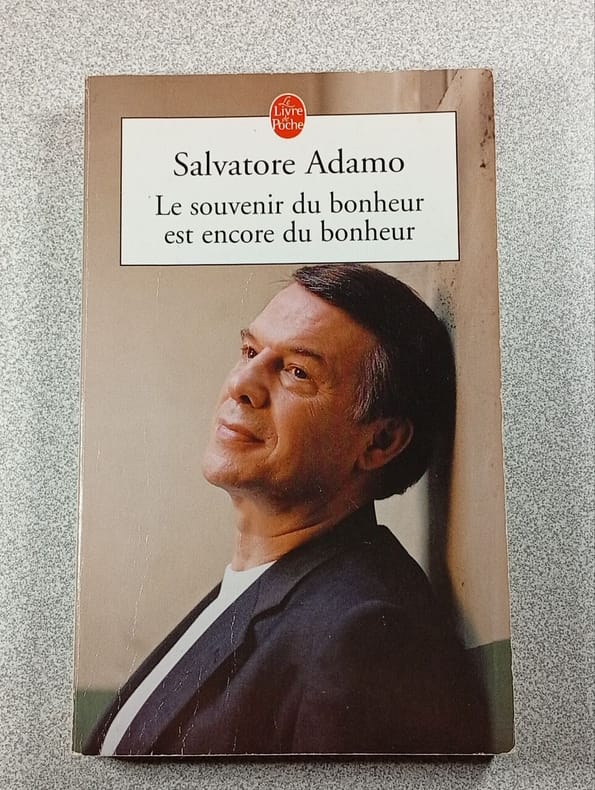 Le
Livre
de
Poche
Salvatore Adamo
Le souvenir du bonheur
est encore du bonheur